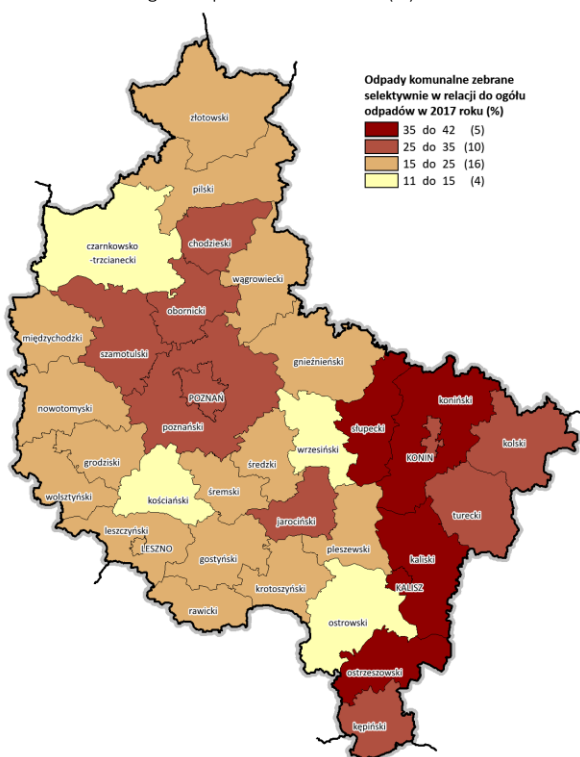 Odpady komunalne zebrane
selektywnie w relacji do ogółu
odpadów w 2017 roku (%)
35 do 42 (5)
25 do 35 (10)
15 do 25 (16)
11 do 15 (4)
złotowski
pilski
chodzieski
czarnkowsko
-trzcianecki
wągrowiecki
obornicki
międzychodzki
szamotulski
gnieźnieński
POZNAŃ
koniński
nowotomyski
poznański
słupecki
kolski
wrzesiński
KONIN
grodziski
średzki
wolsztyński
kościański
śremski
jarociński
turecki
leszczyński
LESZNO
gostyński
pleszewski
kaliski
krotoszyński
KALISZ
rawicki
ostrowski
ostrzeszowski
kępiński